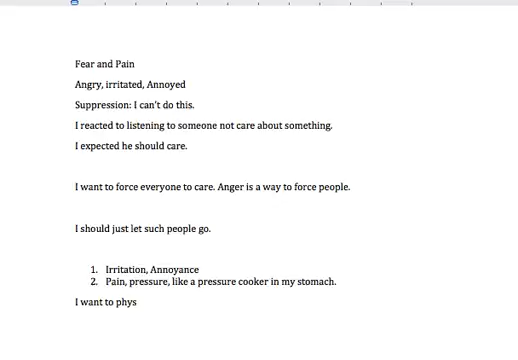 Fear and Pain
Angry, irritated, Annoyed
Suppression: I can't do this.
I reacted to listening to someone not care about something.
I expected he should care.
I want to force everyone to care. Anger is a way to force people.
I should just let such people go.
1. Irritation, Annoyance
2. Pain, pressure, like a pressure cooker in my stomach.
I want to phys